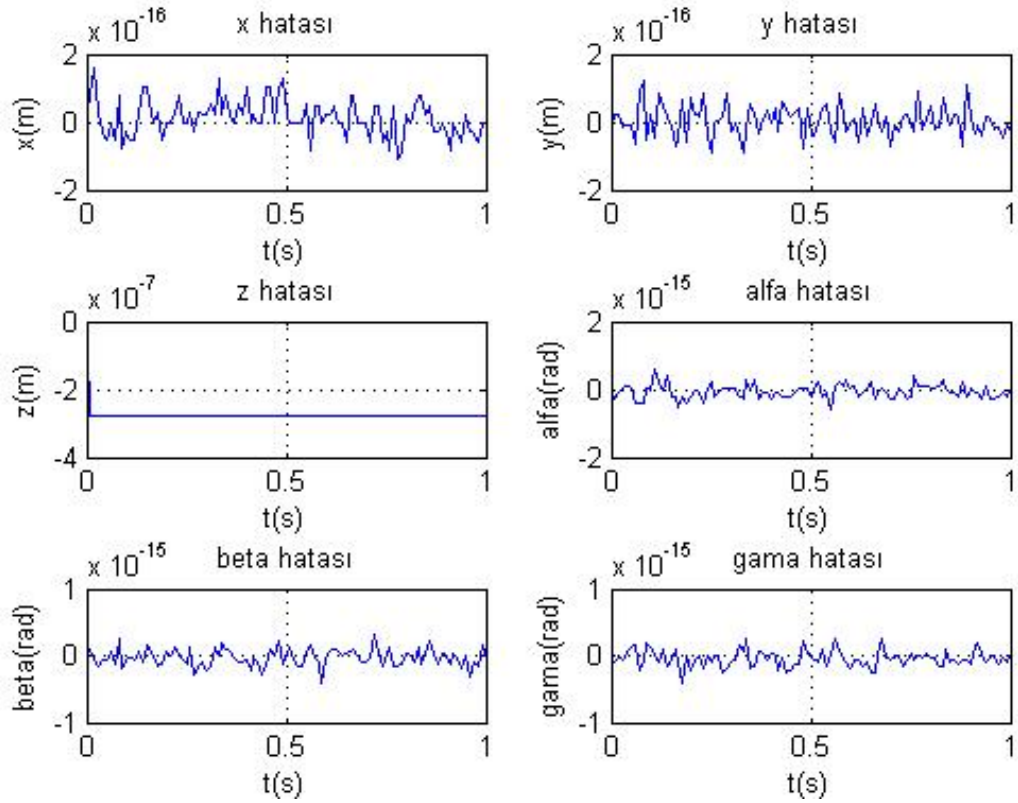 x 10^-16
x hatası
2
0
-2
x(m)
0 0.5 1
t(s)
x 10^-16
y hatası
2
0
-2
y(m)
0 0.5 1
t(s)
x 10^-7
z hatası
0
-2
-4
z(m)
0 0.5 1
t(s)
x 10^-15
alfa hatası
2
0
-2
alfa(rad)
0 0.5 1
t(s)
x 10^-15
beta hatası
1
0
-1
beta(rad)
0 0.5 1
t(s)
x 10^-15
gama hatası
1
0
-1
gama(rad)
0 0.5 1
t(s)